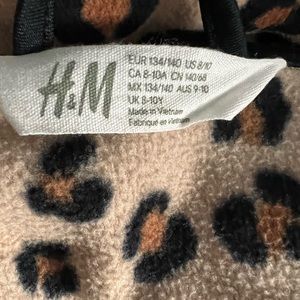 H&M
EUR 134/140 US 8/10
CA 8-10A CN 140/68
MX 134/140 AUS 9-10
UK 8-10Y
Made in Vietnam
Fabriqué en Vietnam